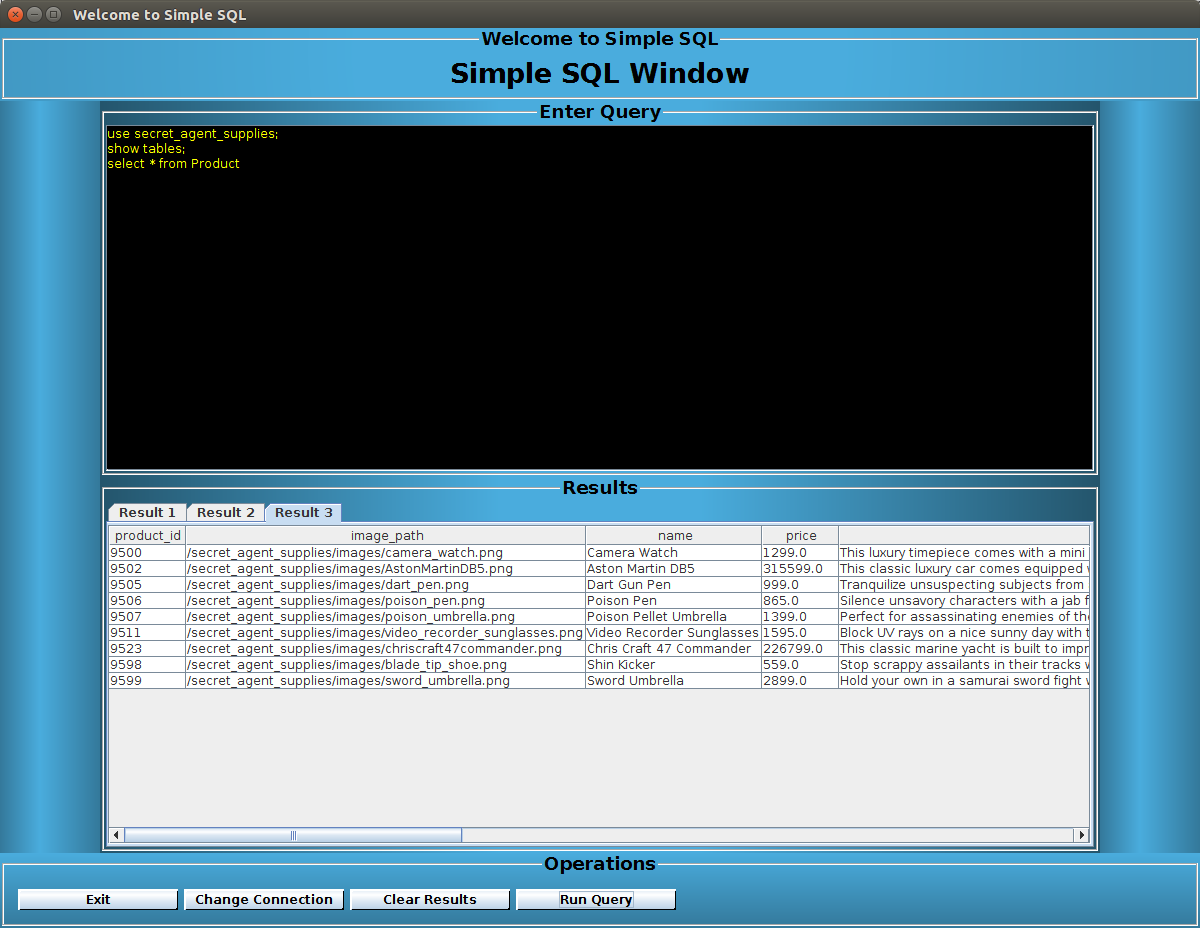 Welcome to Simple SQL
Welcome to Simple SQL
Simple SQL Window
Enter Query
use secret_agent_supplies;
show tables;
select * from Product
Results
Result 1 Result 2 Result 3
product_id image_path name price
9500 /secret_agent_supplies/images/camera_watch.png Camera Watch 1299.0 This luxury timepiece comes with a mini
9502 /secret_agent_supplies/images/AstonMartinDB5.png Aston Martin DB5 315599.0 This classic luxury car comes equipped
9505 /secret_agent_supplies/images/dart_pen.png Dart Gun Pen 999.0 Tranquilize unsuspecting subjects from
9506 /secret_agent_supplies/images/poison_pen.png Poison Pen 865.0 Silence unsavory characters with a jab
9507 /secret_agent_supplies/images/poison_umbrella.png Poison Pellet Umbrella 1399.0 Perfect for assassinating enemies of
9511 /secret_agent_supplies/images/video_recorder_sunglasses.png Video Recorder Sunglasses 1595.0 Block UV rays on a nice sunny day with
9523 /secret_agent_supplies/images/chriscraft47commander.png Chris Craft 47 Commander 226799.0 This classic marine yacht is built to impr
9598 /secret_agent_supplies/images/blade_tip_shoe.png Shin Kicker 559.0 Stop scrappy assailants in their tracks
9599 /secret_agent_supplies/images/sword_umbrella.png Sword Umbrella 2899.0 Hold your own in a samurai sword fight
Operations
Exit Change Connection Clear Results Run Query